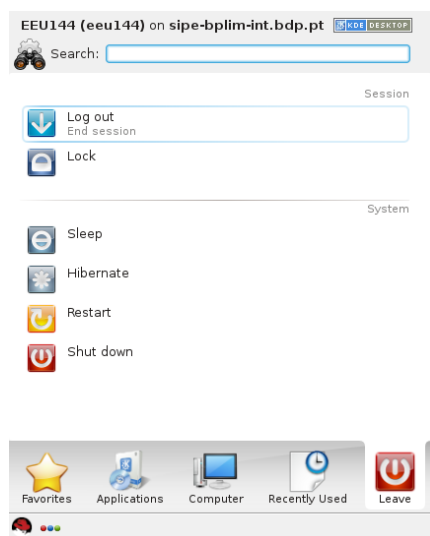 EEU144 (eeu144) on sipe-bplim-int.bdp.pt KDE DESKTOP
Search:
Session
Log out
End session
Lock
System
Sleep
Hibernate
Restart
Shut down
Favorites Applications Computer Recently Used Leave